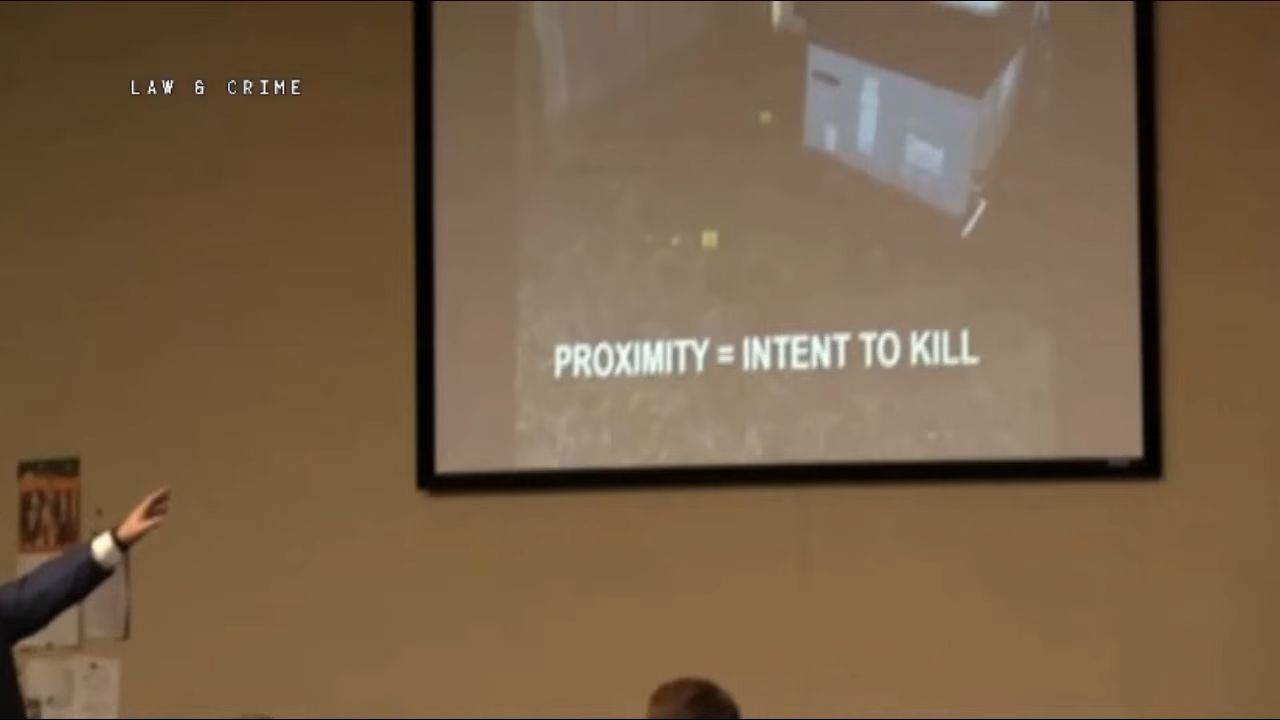 LAW & CRIME
PROXIMITY = INTENT TO KILL